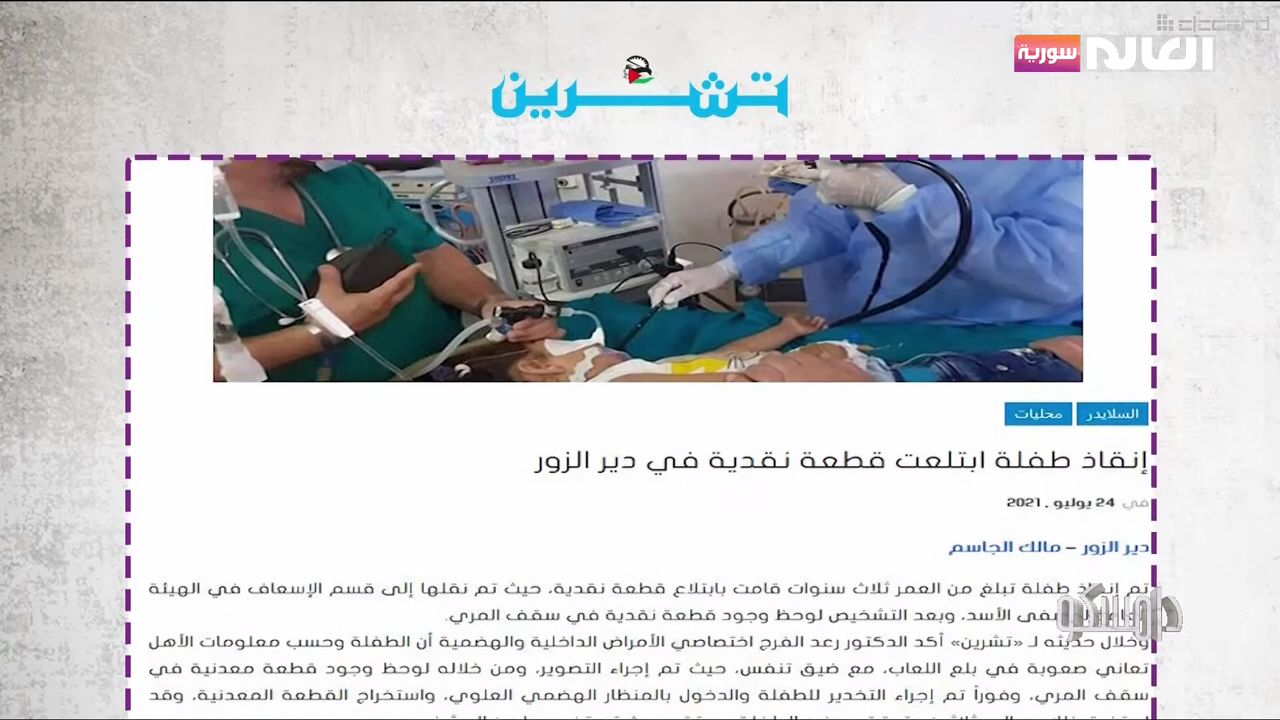 elecard
العالم سورية
تشرين
السلايدر محليات
إنقاذ طفلة ابتلعت قطعة نقدية في دير الزور
في 24 يوليو , 2021
دير الزور – مالك الجاسم
تم إنقاذ طفلة تبلغ من العمر ثلاث سنوات قامت بابتلاع قطعة نقدية، حيث تم نقلها إلى قسم الإسعاف في الهيئة
الأسد، وبعد التشخيص لوحظ وجود قطعة نقدية في سقف المري.
وخلال حديثه لـ «تشرين» أكد الدكتور رعد الفرج اختصاصي الأمراض الداخلية والهضمية أن الطفلة وحسب معلومات الأهل
تعاني صعوبة في بلع اللعاب، مع ضيق تنفس، حيث تم إجراء التصوير، ومن خلاله لوحظ وجود قطعة معدنية في
سقف المري، وفوراً تم إجراء التخدير للطفلة والدخول بالمنظار الهضمي العلوي، واستخراج القطعة المعدنية، وقد